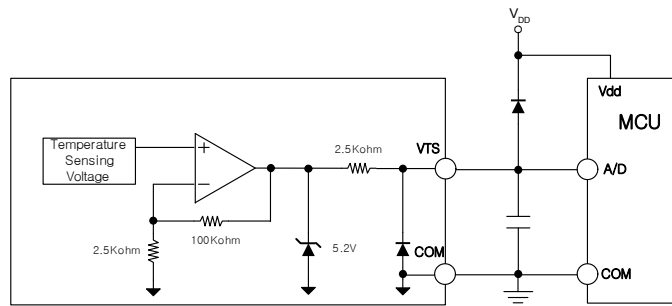 VDD
Vdd
MCU
Temperature
Sensing
Voltage
+
−
2.5Kohm
VTS
A/D
100Kohm
2.5Kohm
5.2V
COM
COM